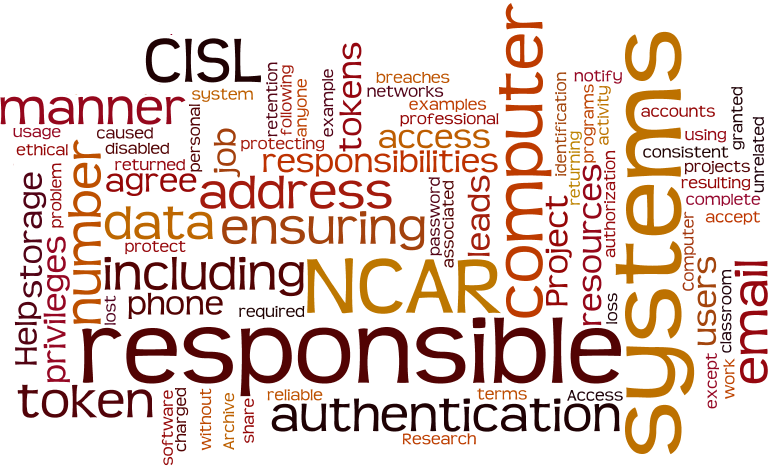 CISL
manner
usage
ethical
caused
disabled
returned
system
personal
job
retention
following
anyone
example
tokens
protecting
breaches
networks
examples
professional
access
responsibilities
computer
identification
returning
programs
activity
notify
authorization
systems
accounts
using
consistent
projects
resulting
complete
accept
granted
unrelated
Help
storage
problem
privileges
number
agree
address
data
ensuring
protect
password
associated
leads
Project
resources
loss
including
NCAR
lost
phone
required
computer
users
classroom
email
responsible
except
work
token
software
charged
without
Archive
share
reliable
authentication
terms
Access
Research